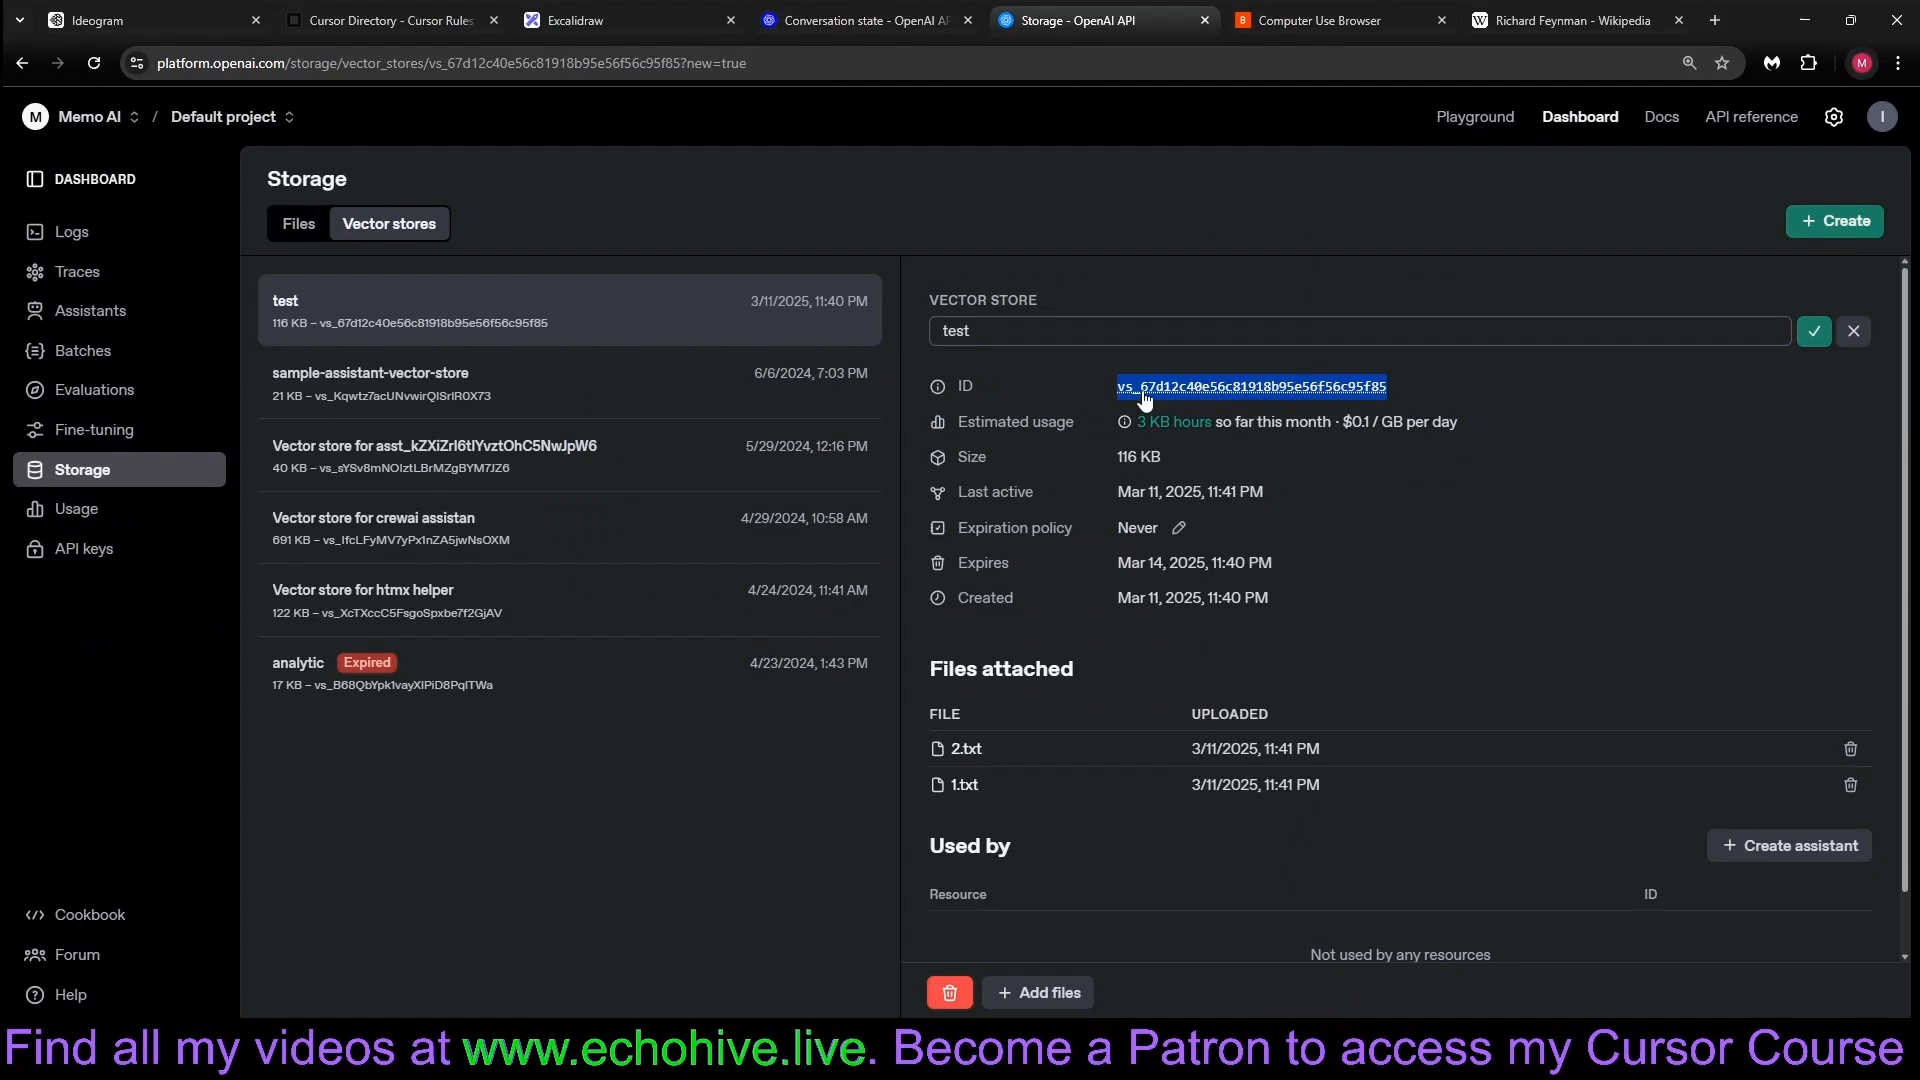 Ideogram
Cursor Directory - Cursor Rules
Excalidraw
Conversation state - OpenAI AP
Storage - OpenAI API
Computer Use Browser
Richard Feynman - Wikipedia
platform.openai.com/storage/vector_stores/vs_67d12c40e56c81918b95e56f56c95f85?new=true
M
M Memo AI / Default project
Playground Dashboard Docs API reference I
DASHBOARD
Logs
Traces
Assistants
Batches
Evaluations
Fine-tuning
Storage
Usage
API keys
Cookbook
Forum
Help
Storage
Files Vector stores
+ Create
test 3/11/2025, 11:40 PM
116 KB – vs_67d12c40e56c81918b95e56f56c95f85
sample-assistant-vector-store 6/6/2024, 7:03 PM
21 KB – vs_Kqwtz7acUNvwirQISrIR0X73
Vector store for asst_kZXiZrI6tIYvztOhC5NwJpW6 5/29/2024, 12:16 PM
40 KB – vs_sYSv8mNOIztLBrMZgBYM7JZ6
Vector store for crewai assistan 4/29/2024, 10:58 AM
691 KB – vs_IfcLFyMV7yPx1nZA5jwNsOXM
Vector store for htmx helper 4/24/2024, 11:41 AM
122 KB – vs_XcTXccC5FsgoSpxbe7f2GjAV
analytic Expired 4/23/2024, 1:43 PM
17 KB – vs_B68QbYpk1vayXIPiD8PqITWa
VECTOR STORE
test
ID vs_67d12c40e56c81918b95e56f56c95f85
Estimated usage 3 KB hours so far this month · $0.1 / GB per day
Size 116 KB
Last active Mar 11, 2025, 11:41 PM
Expiration policy Never
Expires Mar 14, 2025, 11:40 PM
Created Mar 11, 2025, 11:40 PM
Files attached
FILE UPLOADED
2.txt 3/11/2025, 11:41 PM
1.txt 3/11/2025, 11:41 PM
Used by
+ Create assistant
Resource ID
Not used by any resources
+ Add files
Find all my videos at www.echohive.live. Become a Patron to access my Cursor Course